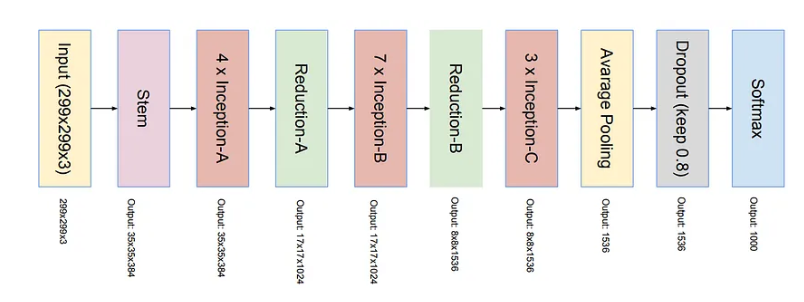 Input (299x299x3)
Stem
4 x Inception-A
Reduction-A
7 x Inception-B
Reduction-B
3 x Inception-C
Avarage Pooling
Dropout (keep 0.8)
Softmax
299x299x3
Output: 35x35x384
Output: 35x35x384
Output: 17x17x1024
Output: 17x17x1024
Output: 8x8x1536
Output: 8x8x1536
Output: 1536
Output: 1536
Output: 1000